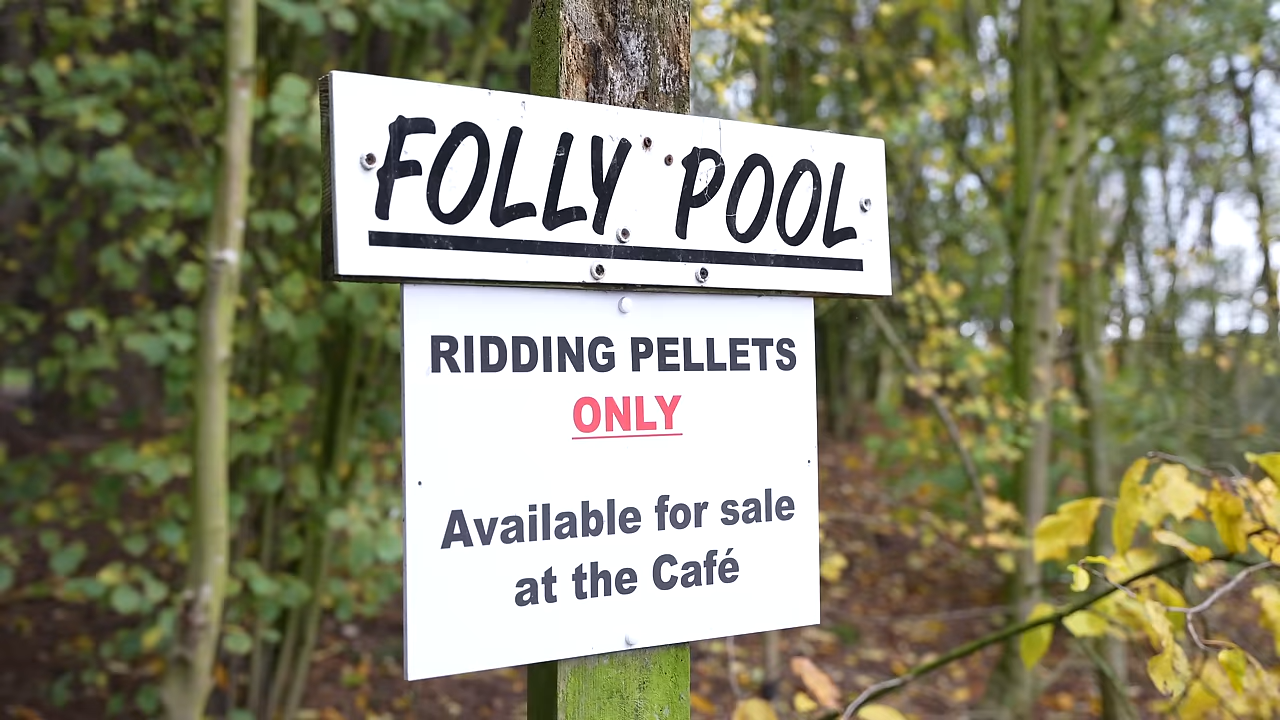 FOLLY POOL
RIDDING PELLETS
ONLY
Available for sale
at the Café